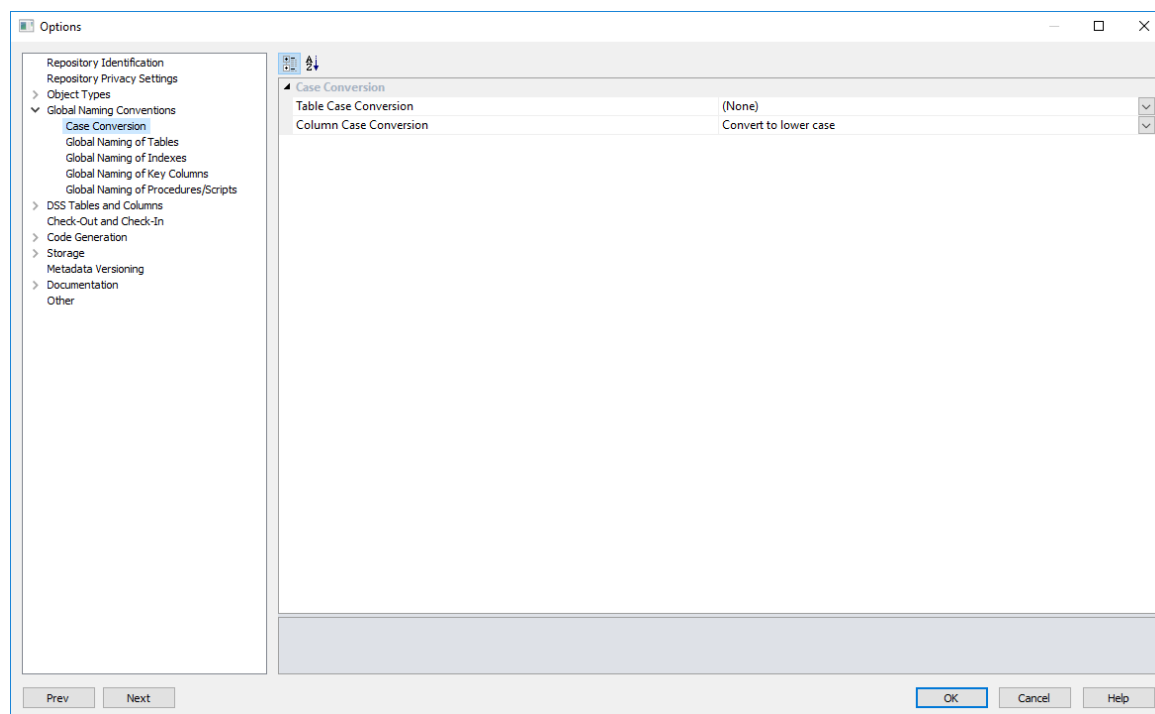 Options
Repository Identification
Repository Privacy Settings
Object Types
Global Naming Conventions
Case Conversion
Global Naming of Tables
Global Naming of Indexes
Global Naming of Key Columns
Global Naming of Procedures/Scripts
DSS Tables and Columns
Check-Out and Check-In
Code Generation
Storage
Metadata Versioning
Documentation
Other
Case Conversion
Table Case Conversion (None)
Column Case Conversion Convert to lower case
Prev Next OK Cancel Help